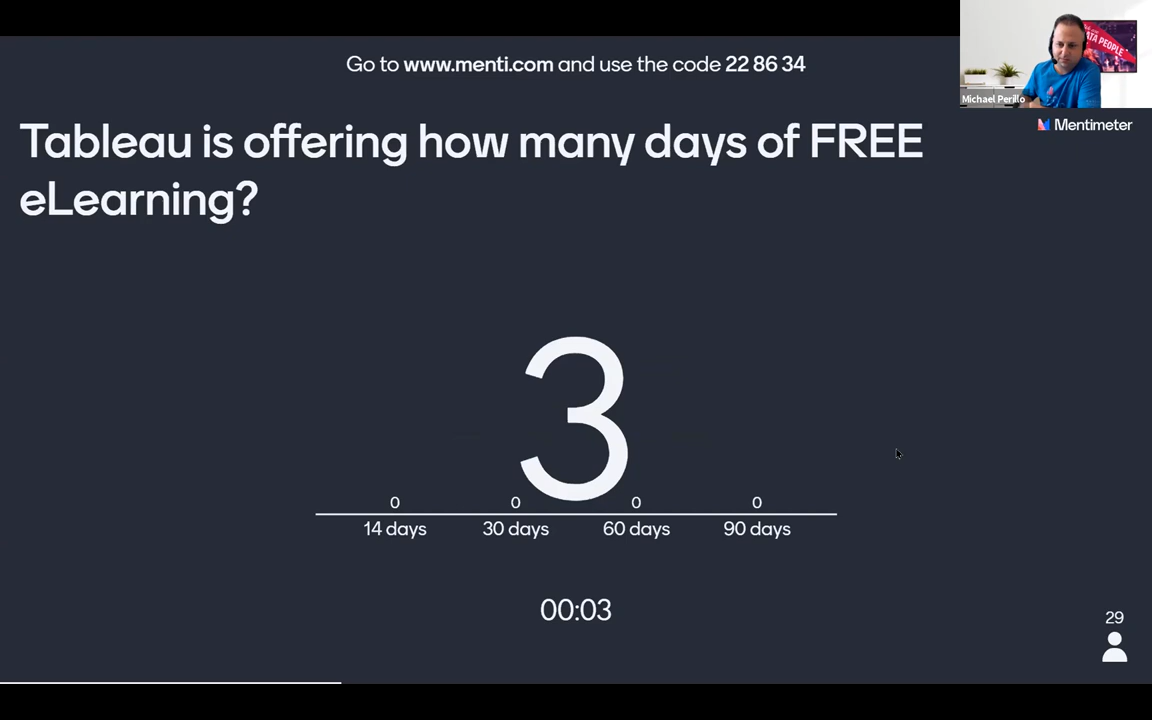 Go to www.menti.com and use the code 22 86 34
DATA PEOPLE
Michael Perillo
Mentimeter
Tableau is offering how many days of FREE
eLearning?
3
0 0 0 0
14 days 30 days 60 days 90 days
00:03
29